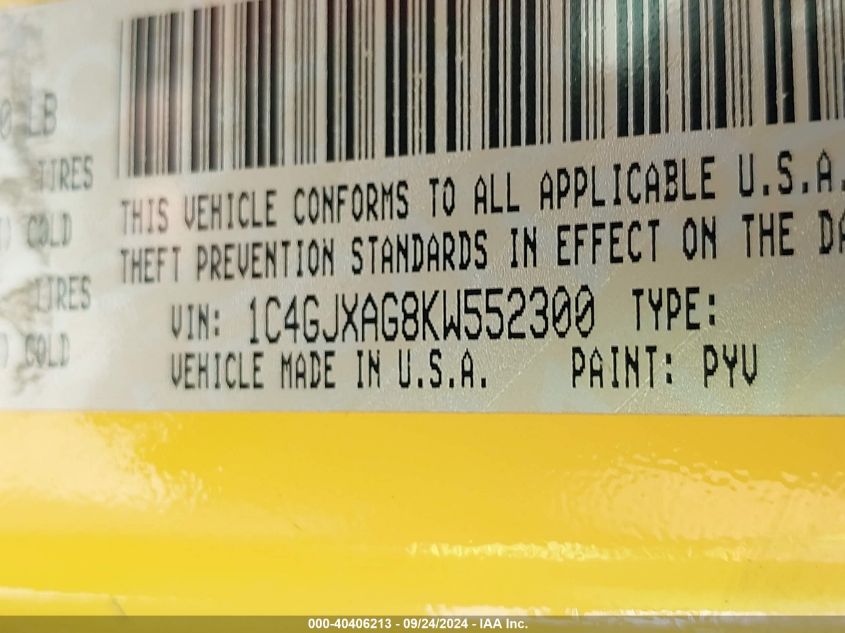 0 LB
TIRES
COLD
TIRES
COLD
THIS VEHICLE CONFORMS TO ALL APPLICABLE U.S.A.
THEFT PREVENTION STANDARDS IN EFFECT ON THE DA
VIN: 1C4GJXAG8KW552300 TYPE:
VEHICLE MADE IN U.S.A. PAINT: PYV
000-40406213 - 09/24/2024 - IAA Inc.